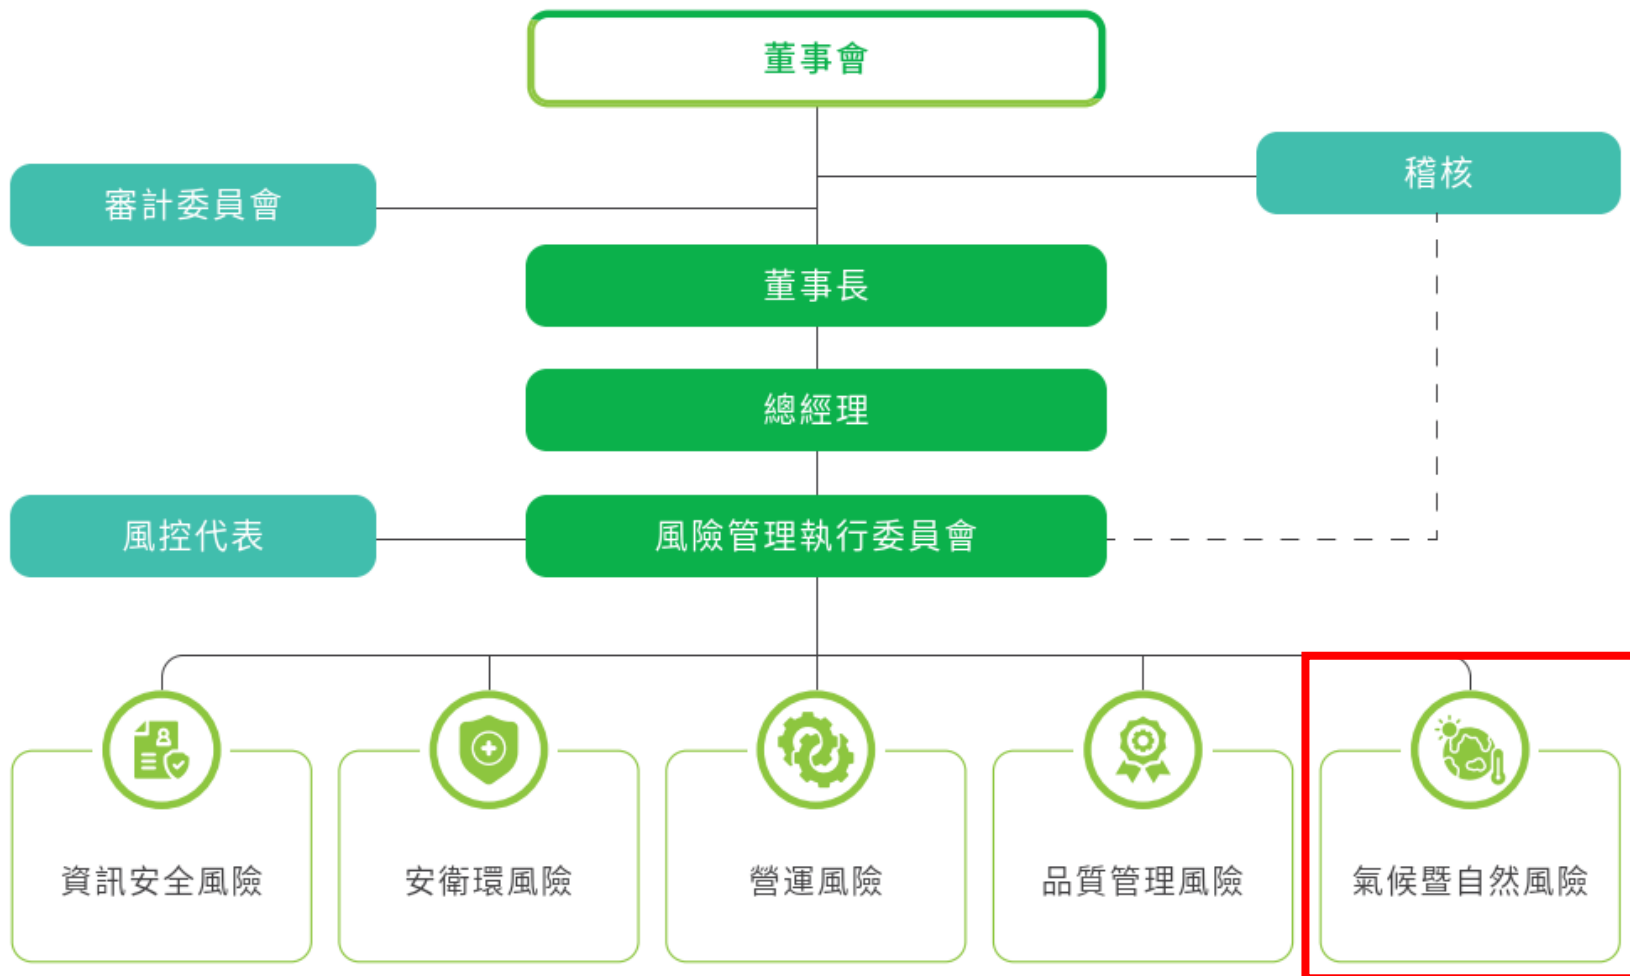 董事會
稽核
審計委員會
董事長
總經理
風控代表
風險管理執行委員會
資訊安全風險
安衛環風險
營運風險
品質管理風險
氣候暨自然風險